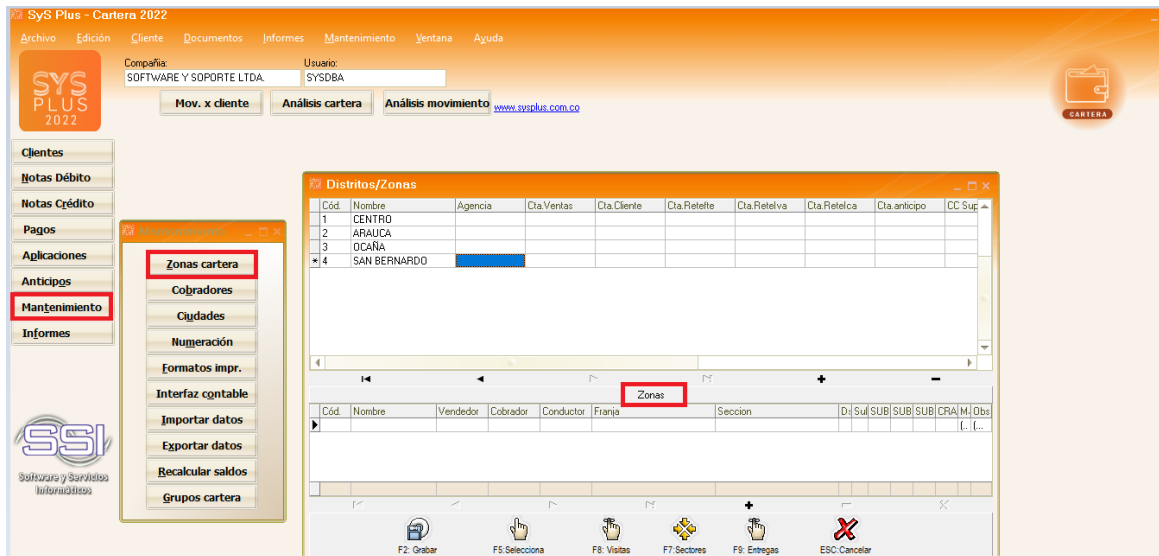 SyS Plus - Cartera 2022
Archivo Edición Cliente Documentos Informes Mantenimiento Ventana Ayuda
SYS
PLUS
2022
Compañia: Usuario:
SOFTWARE Y SOPORTE LTDA. SYSDBA
Mov. x cliente Análisis cartera Análisis movimiento www.sysplus.com.co
CARTERA
Clientes
Notas Débito
Notas Crédito
Pagos
Aplicaciones
Anticipos
Mantenimiento
Informes
SSI
Software y Servicios
Informáticos
Zonas cartera
Cobradores
Ciudades
Numeración
Formatos impr.
Interfaz contable
Importar datos
Exportar datos
Recalcular saldos
Grupos cartera
Distritos/Zonas
Cód. Nombre Agencia Cta.Ventas Cta.Cliente Cta.Retefte Cta.ReteIva Cta.ReteIca Cta.anticipo CC Sup
1 CENTRO
2 ARAUCA
3 OCAÑA
* 4 SAN BERNARDO
Zonas
Cód. Nombre Vendedor Cobrador Conductor Franja Seccion Sul SUB SUB SUB CRA M. Obs
(.. (...
F2: Grabar F5:Selecciona F8: Visitas F7:Sectores F9: Entregas ESC:Cancelar